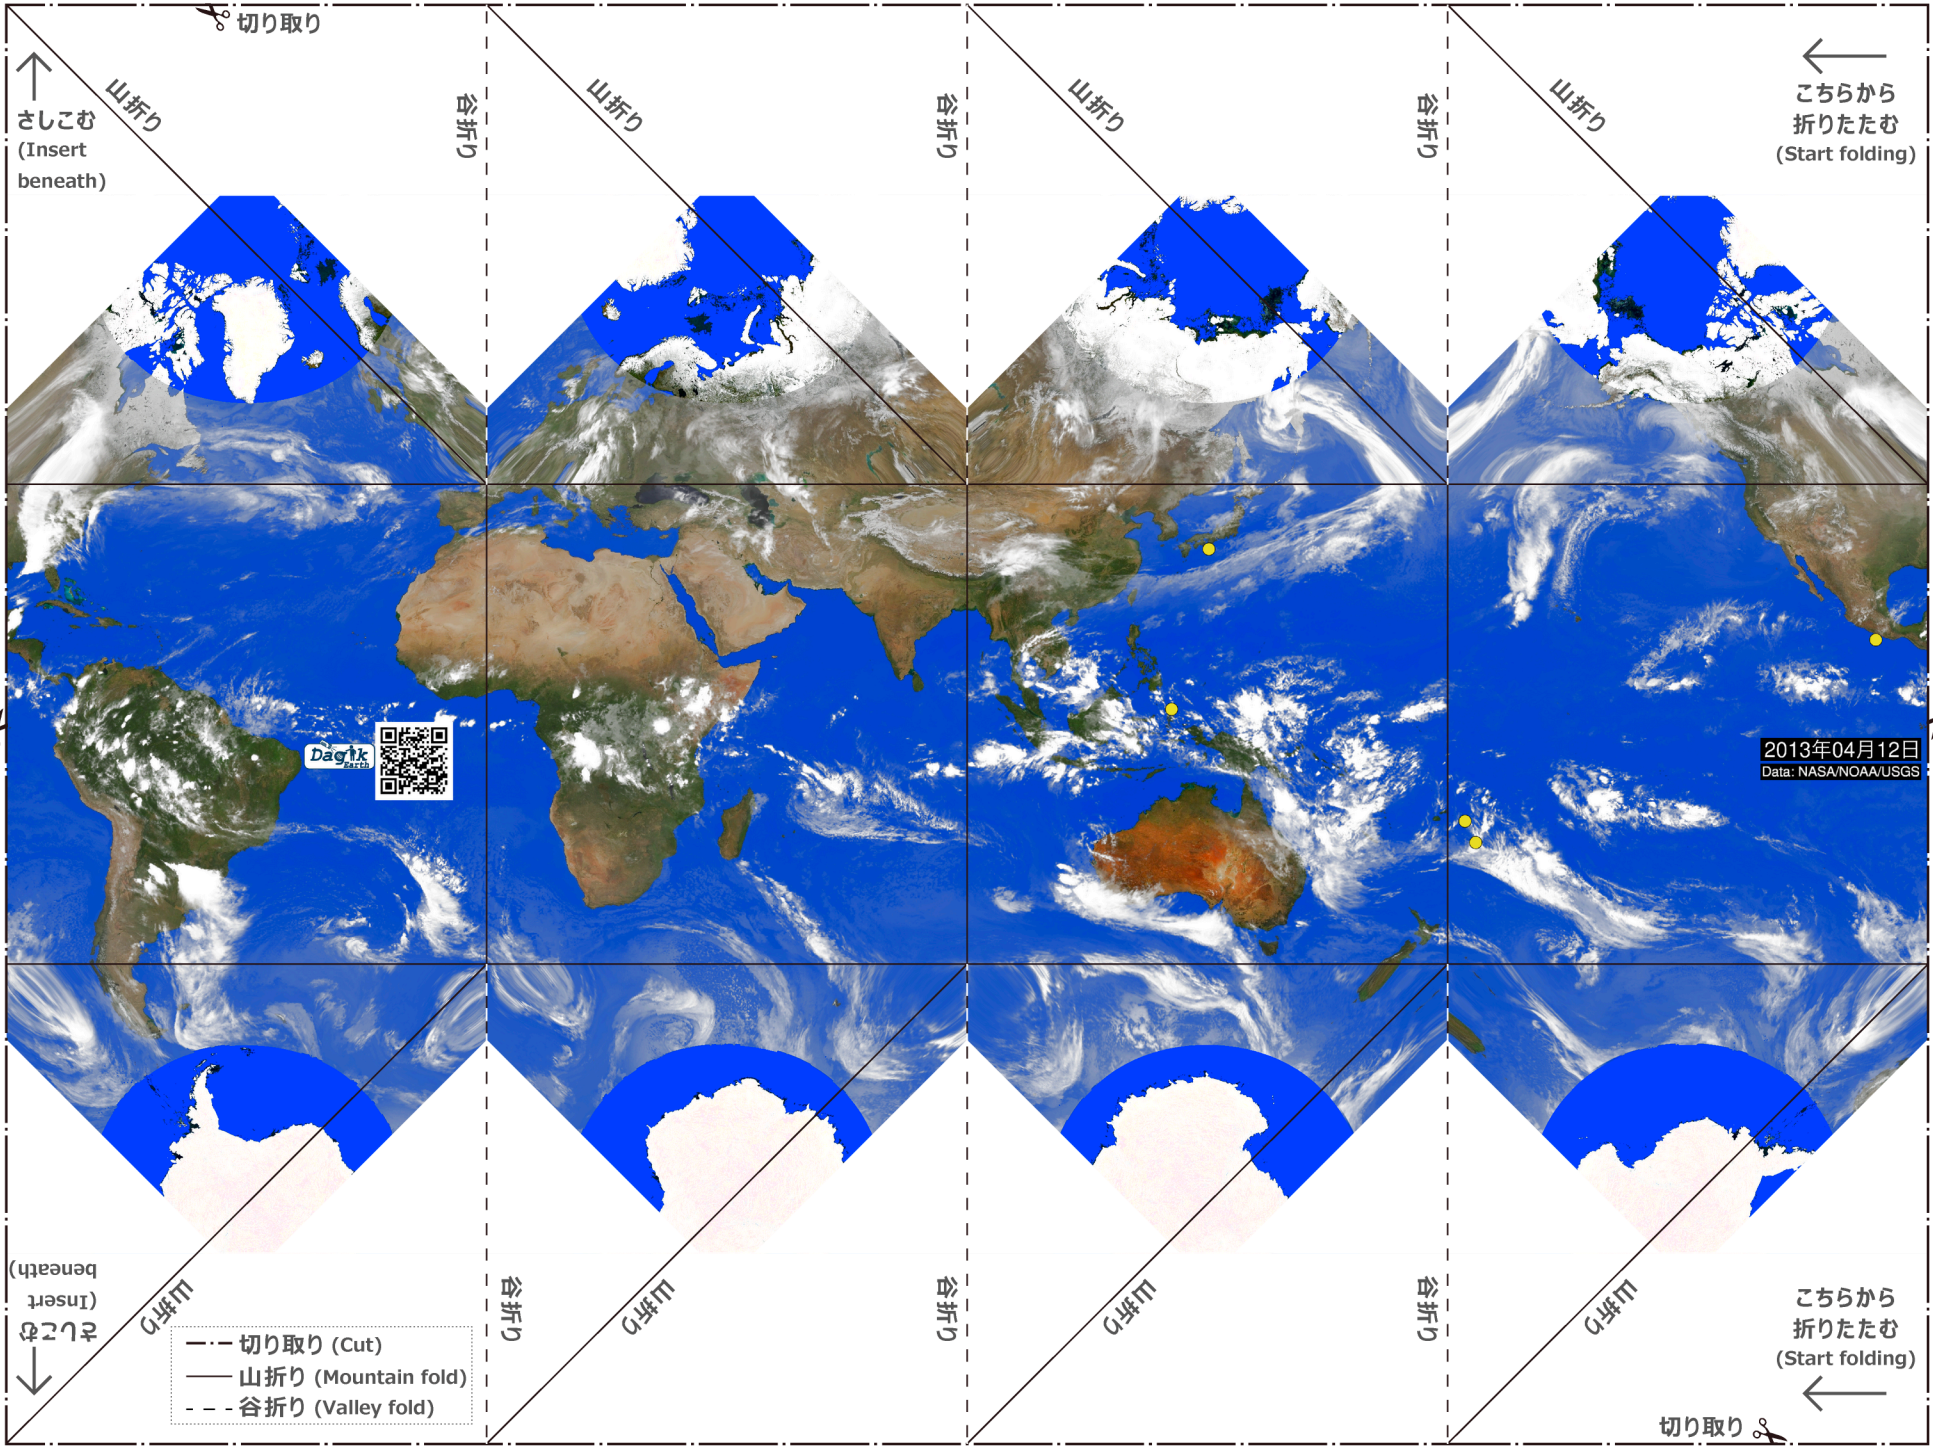 切り取り
山折り
谷折り
山折り
谷折り
山折り
谷折り
山折り
さしこむ
(Insert
beneath)
こちらから
折りたたむ
(Start folding)
Dagik
Earth
2013年04月12日
Data: NASA/NOAA/USGS
さしこむ
(Insert
beneath)
山折り
谷折り
山折り
谷折り
山折り
谷折り
山折り
切り取り (Cut)
山折り (Mountain fold)
谷折り (Valley fold)
こちらから
折りたたむ
(Start folding)
切り取り